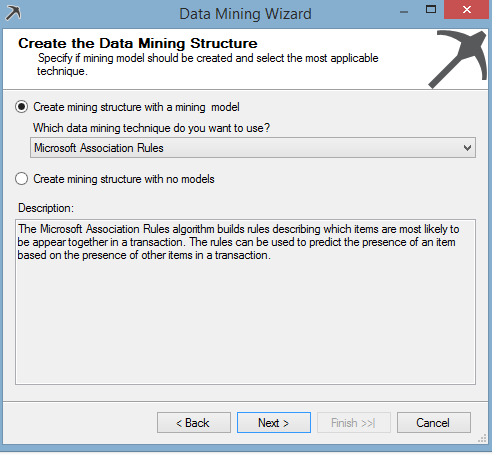 Data Mining Wizard
Create the Data Mining Structure
Specify if mining model should be created and select the most applicable
technique.
Create mining structure with a mining model
Which data mining technique do you want to use?
Microsoft Association Rules
Create mining structure with no models
Description:
The Microsoft Association Rules algorithm builds rules describing which items are most likely to
be appear together in a transaction. The rules can be used to predict the presence of an item
based on the presence of other items in a transaction.
< Back
Next >
Finish >>|
Cancel